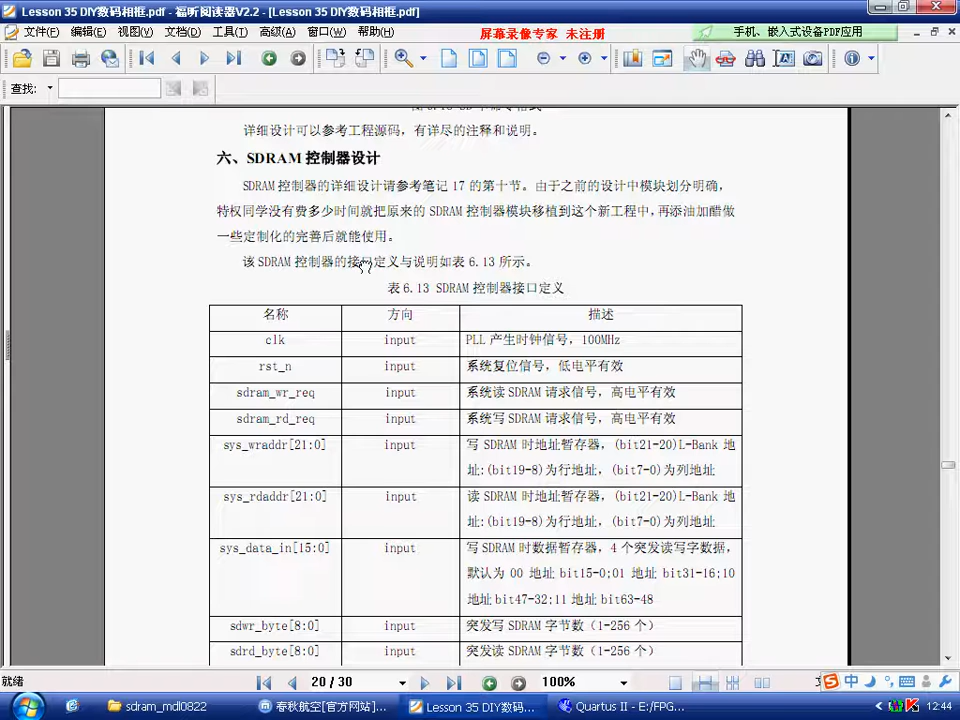 Lesson 35 DIY数码相框.pdf - 福昕阅读器V2.2 - [Lesson 35 DIY数码相框.pdf]
文件(F) 编辑(E) 视图(V) 文档(D) 工具(T) 高级(A) 窗口(W) 帮助(H)
屏幕录像专家 未注册
手机、嵌入式设备PDF应用
查找:
详细设计可以参考工程源码，有详尽的注释和说明。
六、SDRAM 控制器设计
SDRAM 控制器的详细设计请参考笔记 17 的第十节。由于之前的设计中模块划分明确，
特权同学没有费多少时间就把原来的 SDRAM 控制器模块移植到这个新工程中，再添油加醋做
一些定制化的完善后就能使用。
该 SDRAM 控制器的接口定义与说明如表 6.13 所示。
表 6.13 SDRAM 控制器接口定义
名称 方向 描述
clk input PLL 产生时钟信号，100MHz
rst_n input 系统复位信号，低电平有效
sdram_wr_req input 系统读 SDRAM 请求信号，高电平有效
sdram_rd_req input 系统写 SDRAM 请求信号，高电平有效
sys_wraddr[21:0] input 写 SDRAM 时地址暂存器，(bit21-20)L-Bank 地
址:(bit19-8)为行地址，(bit7-0)为列地址
sys_rdaddr[21:0] input 读 SDRAM 时地址暂存器，(bit21-20)L-Bank 地
址:(bit19-8)为行地址，(bit7-0)为列地址
sys_data_in[15:0] input 写 SDRAM 时数据暂存器，4 个突发读写字数据，
默认为 00 地址 bit15-0;01 地址 bit31-16;10
地址 bit47-32;11 地址 bit63-48
sdwr_byte[8:0] input 突发写 SDRAM 字节数（1-256 个）
sdrd_byte[8:0] input 突发读 SDRAM 字节数（1-256 个）
就绪
20 / 30
100%
中
sdram_mdl0822
春秋航空[官方网站]...
Lesson 35 DIY数码...
Quartus II - E:/FPG...
12:44